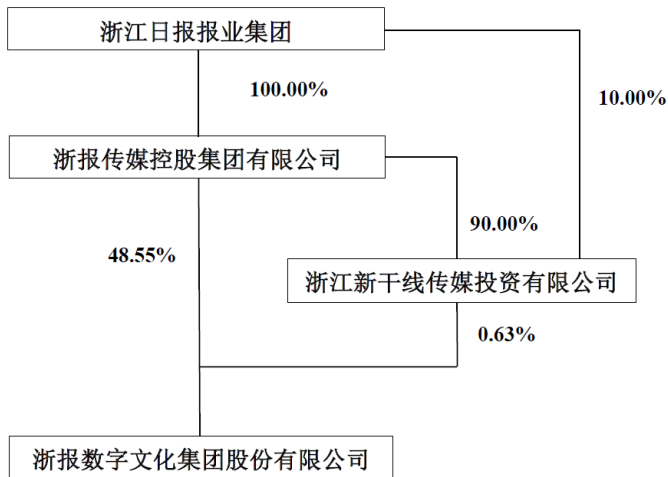 浙江日报报业集团
100.00%
10.00%
浙报传媒控股集团有限公司
90.00%
48.55%
浙江新干线传媒投资有限公司
0.63%
浙报数字文化集团股份有限公司